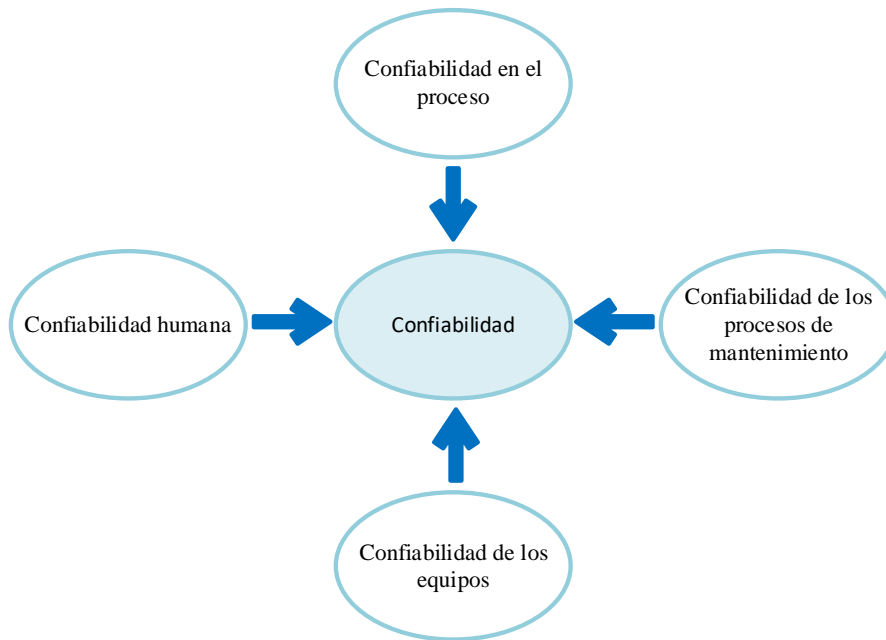 Confiabilidad en el
proceso
Confiabilidad humana
Confiabilidad
Confiabilidad de los
procesos de
mantenimiento
Confiabilidad de los
equipos